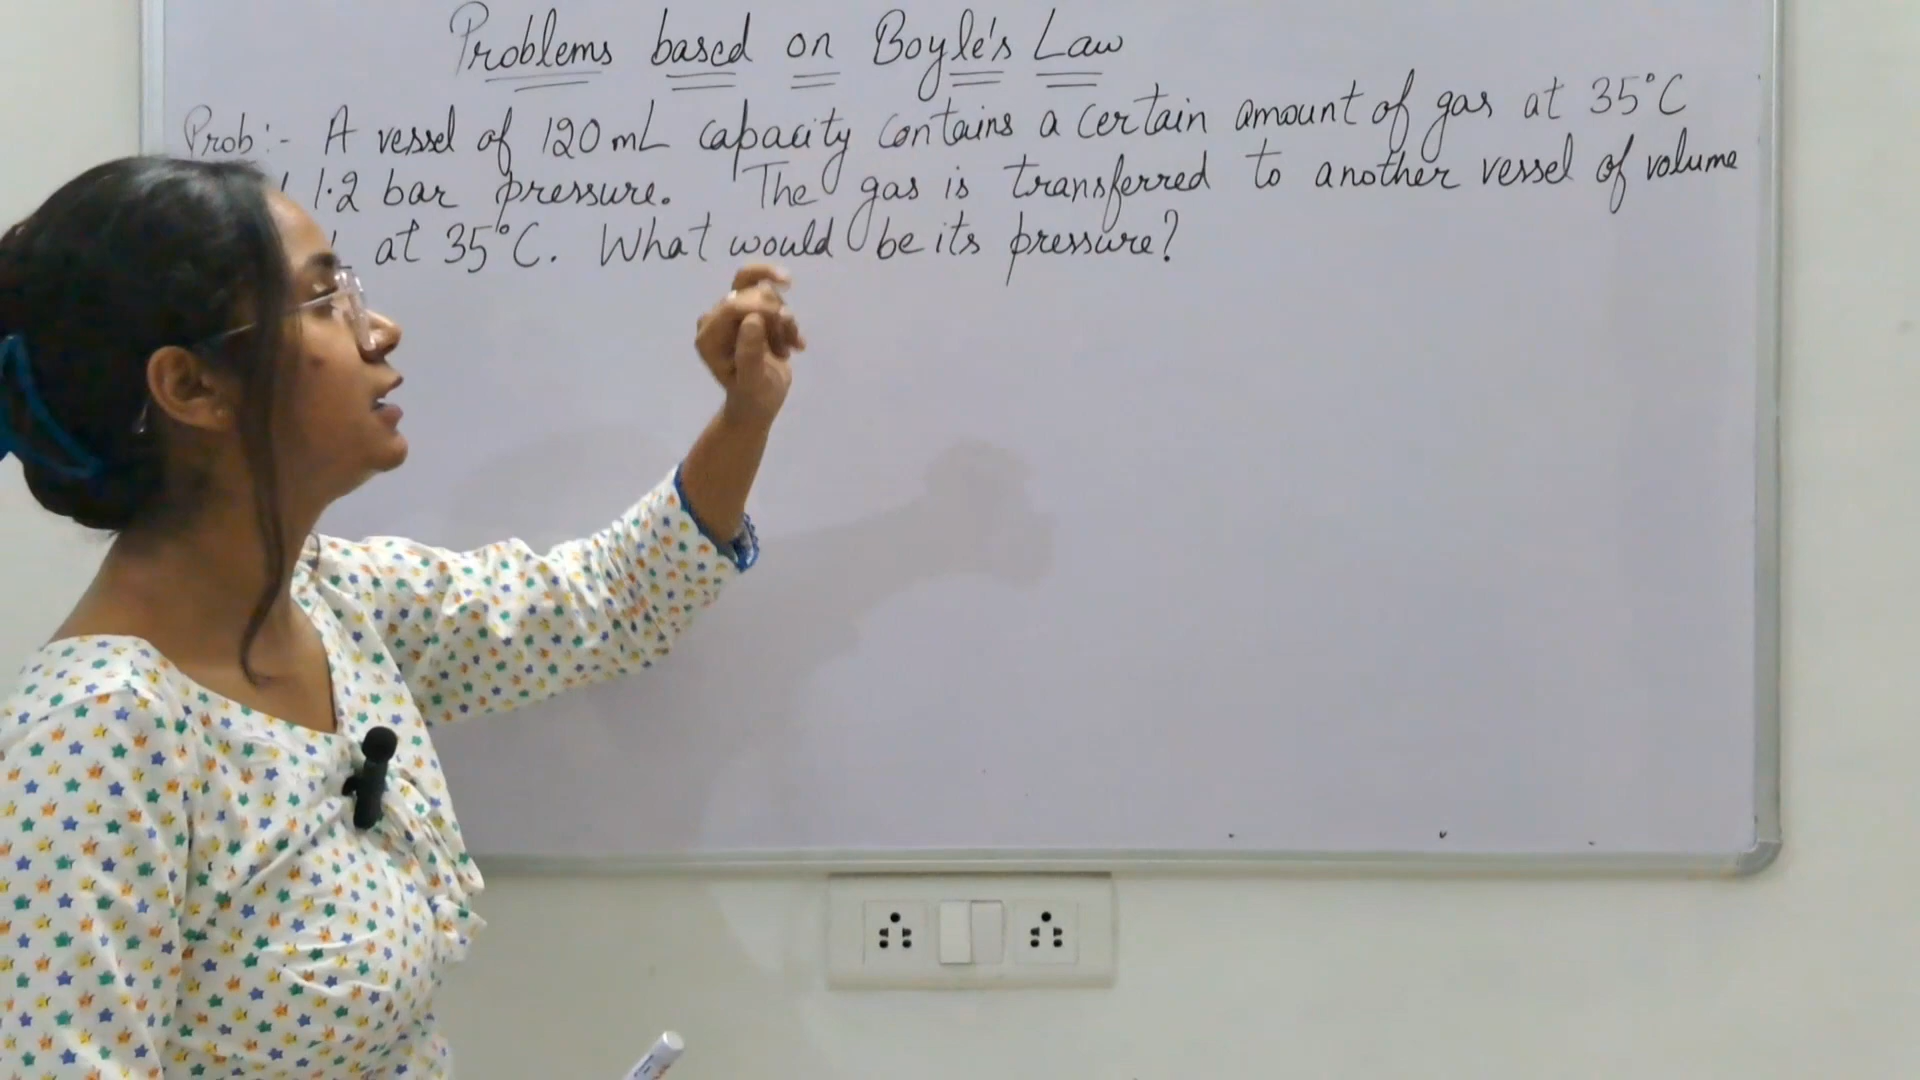 Problems based on Boyle's Law
Prob:- A vessel of 120 mL capacity contains a certain amount of gas at 35°C
1.2 bar pressure. The gas is transferred to another vessel of volume
at 35°C. What would be its pressure?